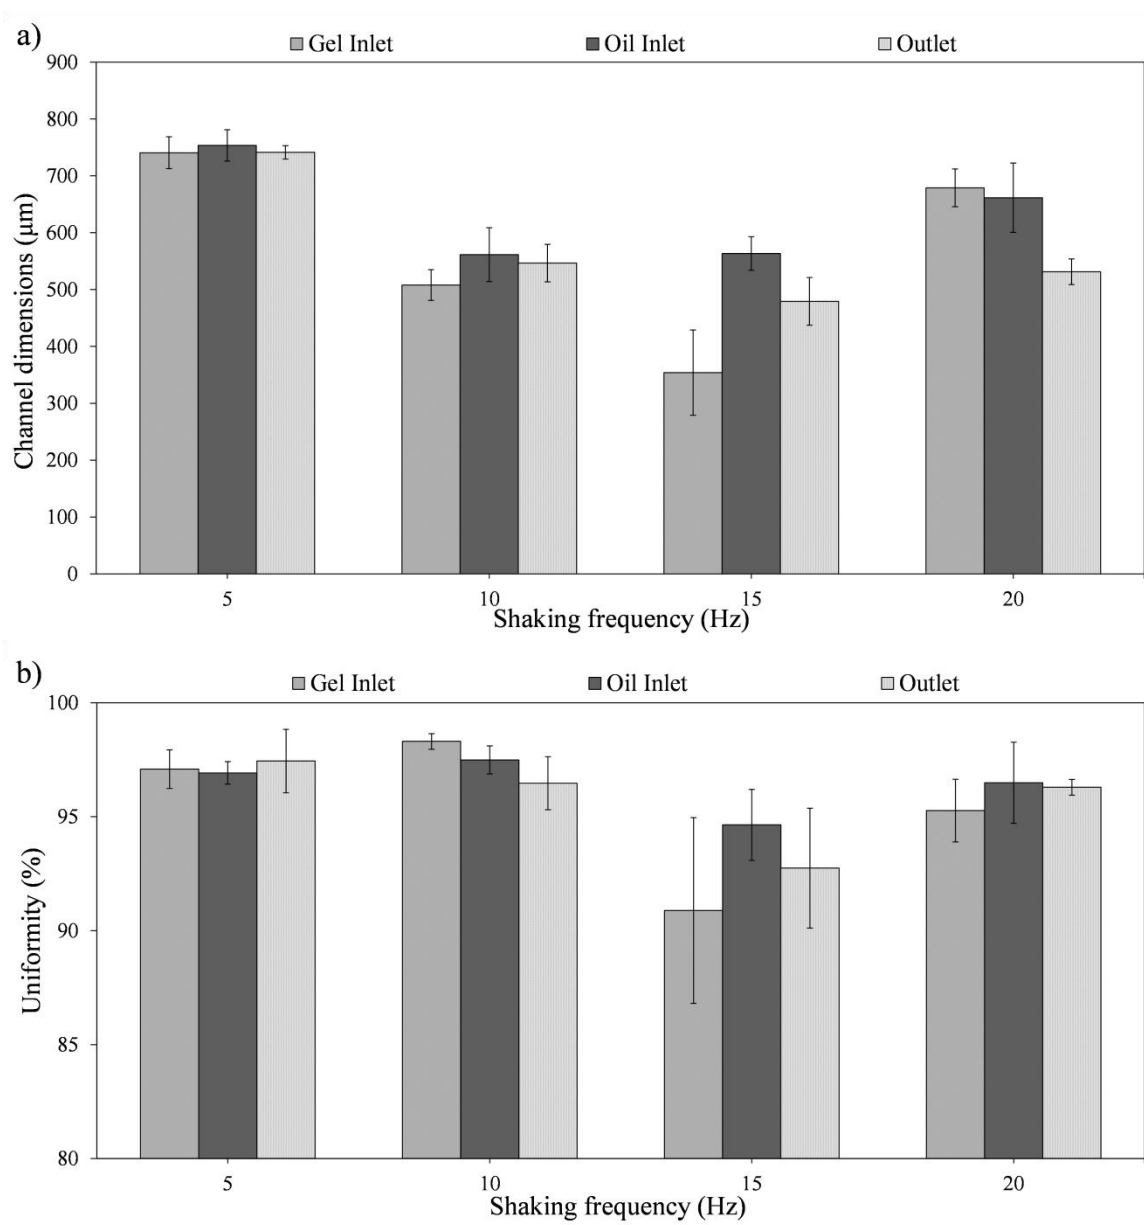 a)
Gel Inlet Oil Inlet Outlet
900
800
700
600
500
400
300
200
100
0
Channel dimensions (μm)
5 10 15 20
Shaking frequency (Hz)
b)
Gel Inlet Oil Inlet Outlet
100
95
90
85
80
Uniformity (%)
5 10 15 20
Shaking frequency (Hz)